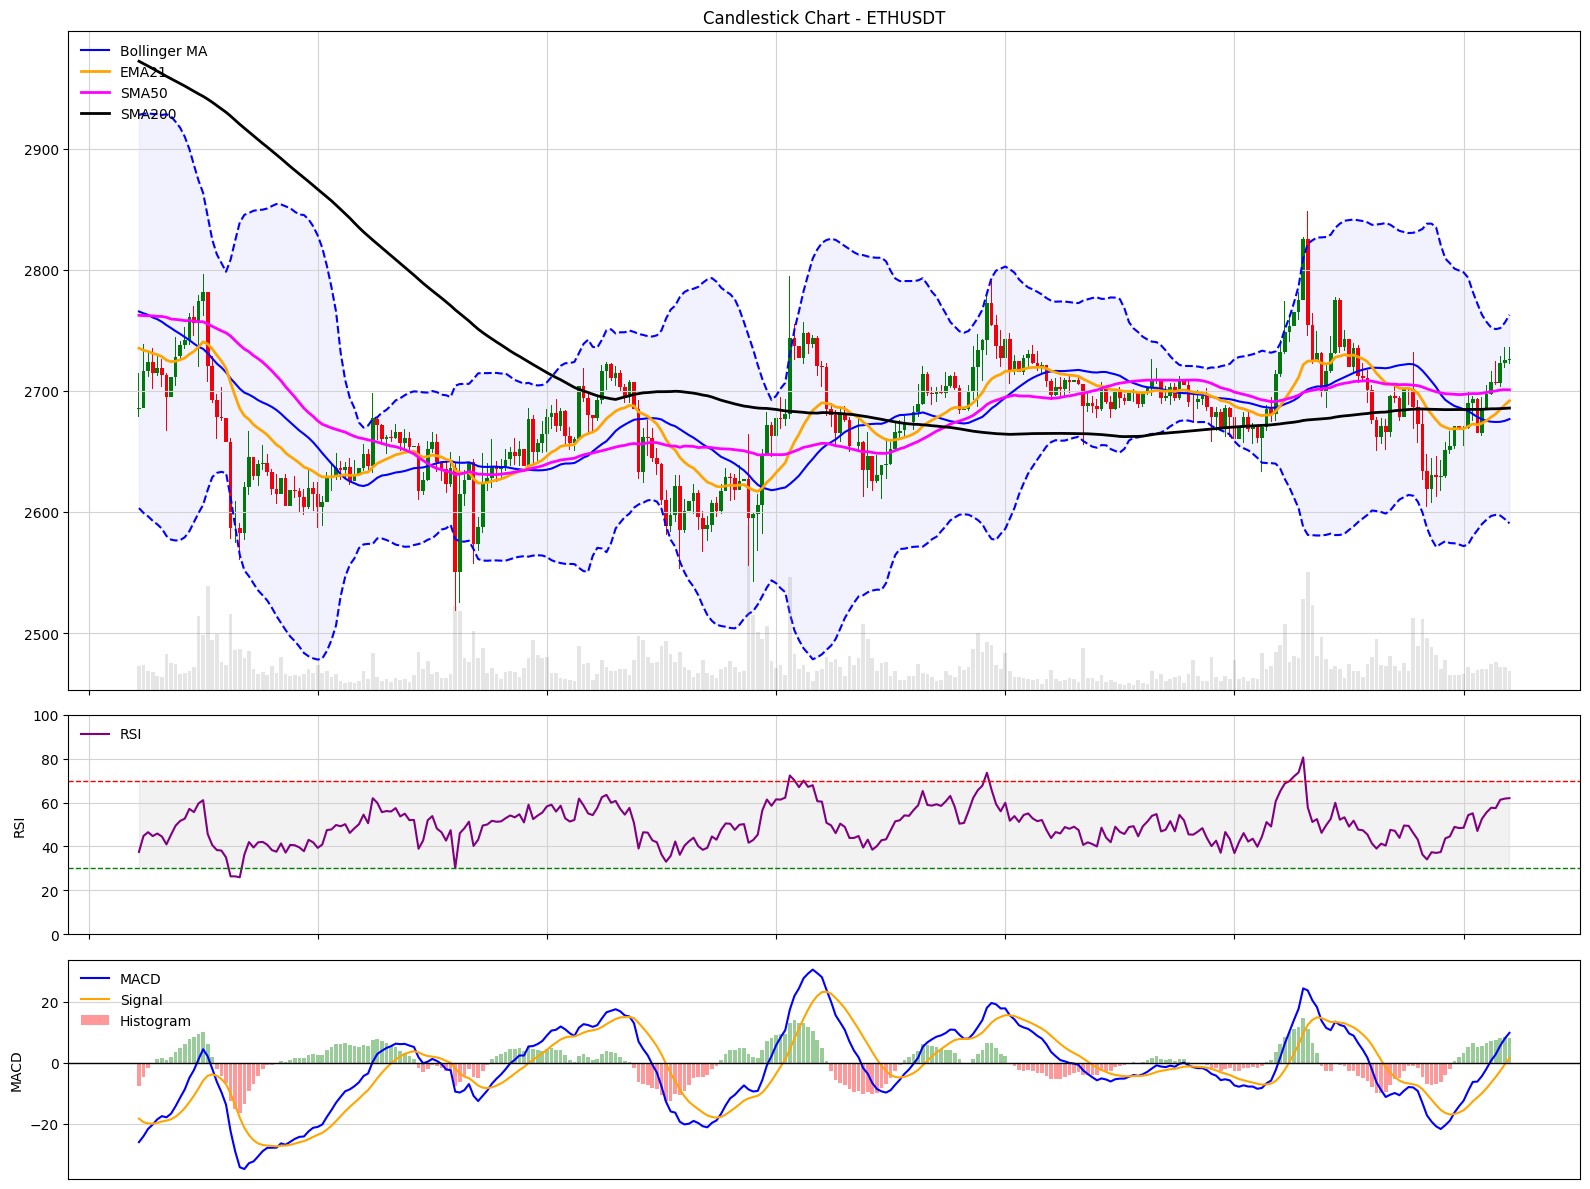 Candlestick Chart - ETHUSDT
Bollinger MA
EMA21
SMA50
SMA200
2900
2800
2700
2600
2500
RSI
100
80
60
40
20
0
RSI
MACD
Signal
Histogram
20
0
−20
MACD